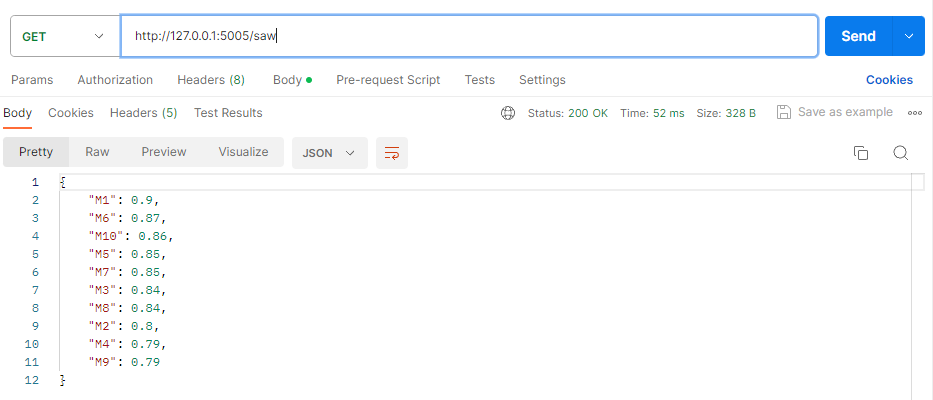 GET http://127.0.0.1:5005/saw Send
Params Authorization Headers (8) Body Pre-request Script Tests Settings Cookies
Body Cookies Headers (5) Test Results Status: 200 OK Time: 52 ms Size: 328 B Save as example
Pretty Raw Preview Visualize JSON
1 {
2 "M1": 0.9,
3 "M6": 0.87,
4 "M10": 0.86,
5 "M5": 0.85,
6 "M7": 0.85,
7 "M3": 0.84,
8 "M8": 0.84,
9 "M2": 0.8,
10 "M4": 0.79,
11 "M9": 0.79
12 }